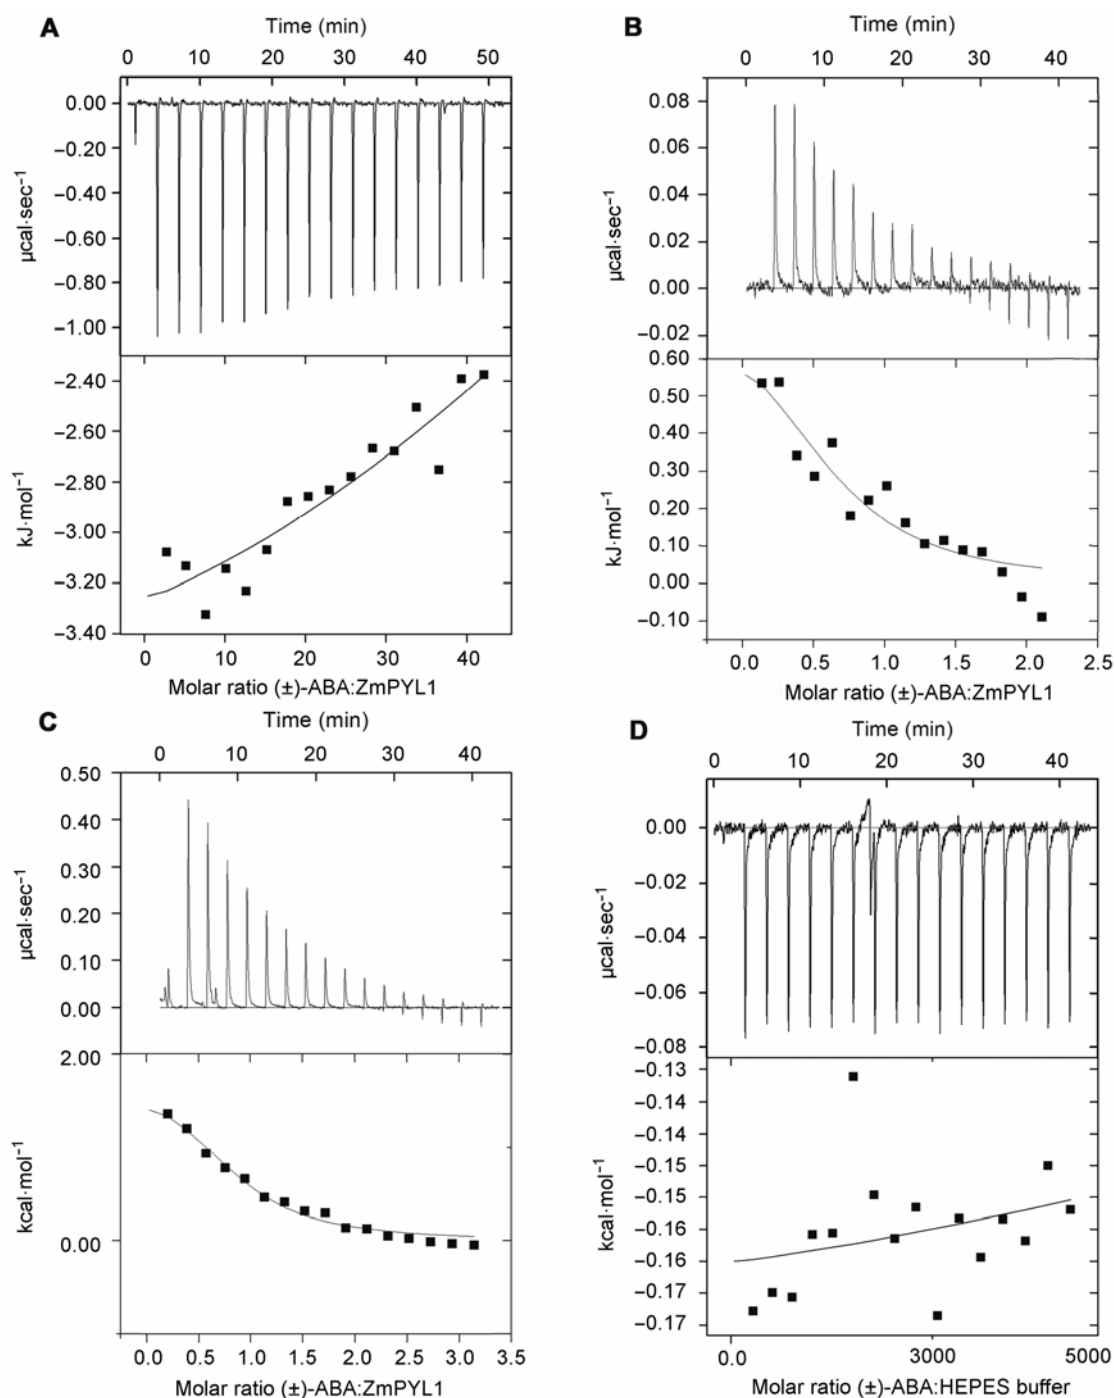 A
Time (min)
0 10 20 30 40 50
0.00
−0.20
−0.40
−0.60
−0.80
−1.00
µcal·sec⁻¹
−2.40
−2.60
−2.80
−3.00
−3.20
−3.40
kJ·mol⁻¹
0 10 20 30 40
Molar ratio (±)-ABA:ZmPYL1
B
Time (min)
0 10 20 30 40
0.08
0.06
0.04
0.02
0.00
−0.02
µcal·sec⁻¹
0.60
0.50
0.40
0.30
0.20
0.10
0.00
−0.10
kJ·mol⁻¹
0.0 0.5 1.0 1.5 2.0 2.5
Molar ratio (±)-ABA:ZmPYL1
C
Time (min)
0 10 20 30 40
0.50
0.40
0.30
0.20
0.10
0.00
µcal·sec⁻¹
2.00
0.00
kcal·mol⁻¹
0.0 0.5 1.0 1.5 2.0 2.5 3.0 3.5
Molar ratio (±)-ABA:ZmPYL1
D
Time (min)
0 10 20 30 40
0.00
−0.02
−0.04
−0.06
−0.08
µcal·sec⁻¹
−0.13
−0.14
−0.14
−0.15
−0.15
−0.16
−0.16
−0.17
−0.17
kcal·mol⁻¹
0.0 3000 5000
Molar ratio (±)-ABA:HEPES buffer